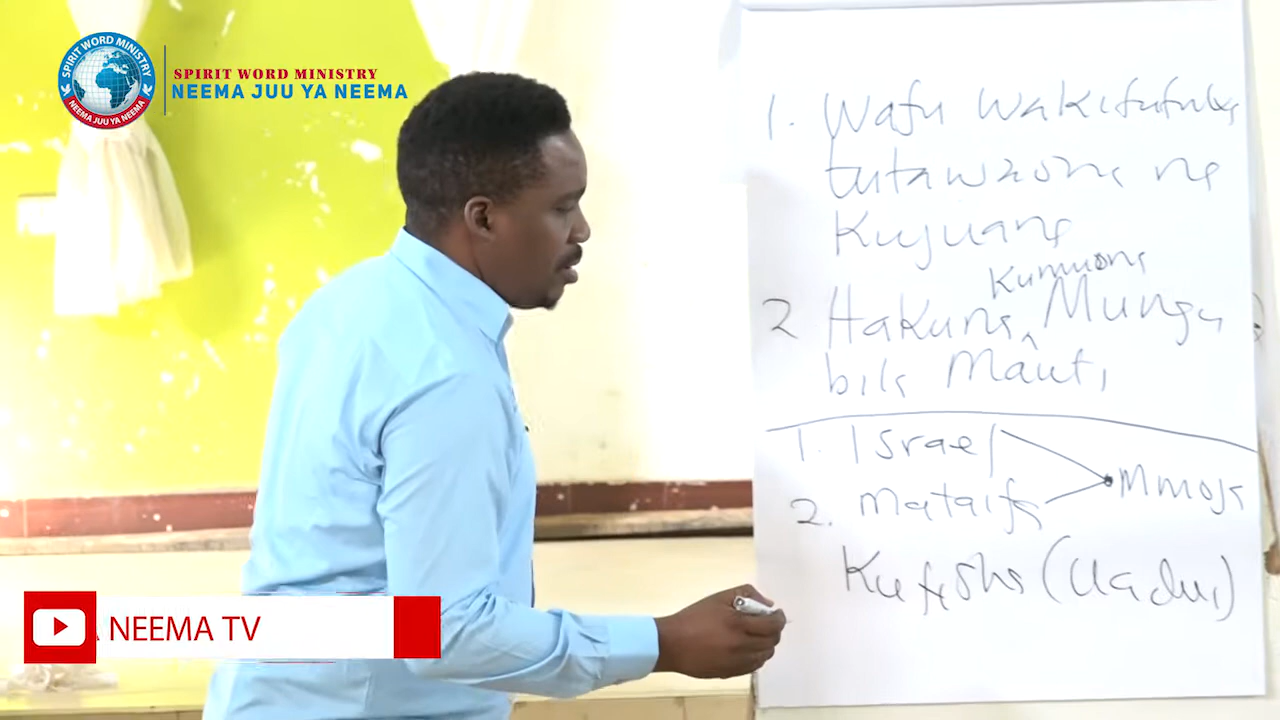 SPIRIT WORD MINISTRY
NEEMA JUU YA NEEMA
SPIRIT WORD MINISTRY
NEEMA JUU YA NEEMA
1. Watu wakifufuka
tutawaona na
Kujuana
Kumuona
2 Hakuna ^ Mungu
bila Mauti
1. Israel
Mmoja
2. Mataifa
Kufisha (Uadui)
NEEMA TV